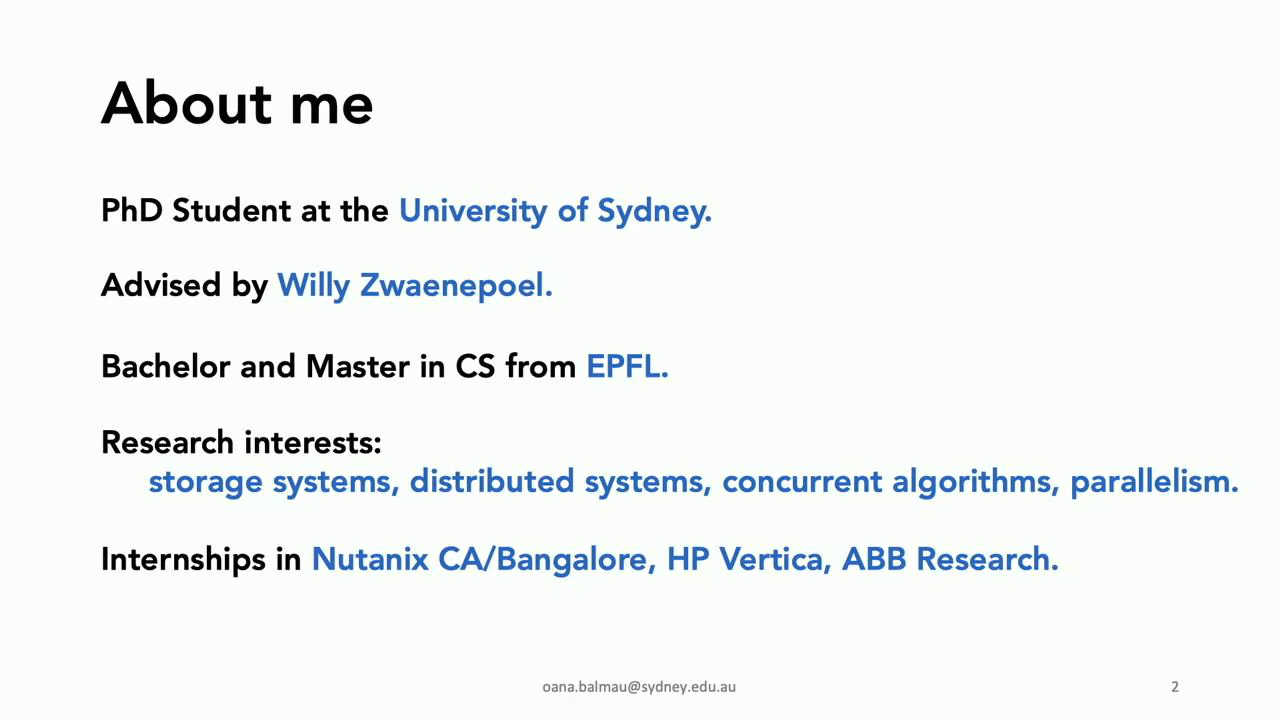 About me
PhD Student at the University of Sydney.
Advised by Willy Zwaenepoel.
Bachelor and Master in CS from EPFL.
Research interests:
storage systems, distributed systems, concurrent algorithms, parallelism.
Internships in Nutanix CA/Bangalore, HP Vertica, ABB Research.
oana.balmau@sydney.edu.au
2